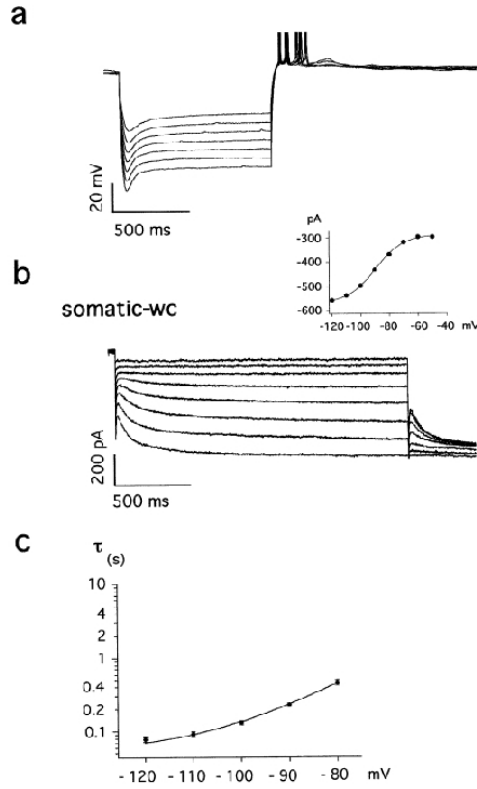 a
20 mV
500 ms
b
somatic-wc
pA
-300
-400
-500
-600
-120 -100 -80 -60 -40 mV
200 pA
500 ms
c
τ (s)
10
4
2
1
0.4
0.2
0.1
- 120 - 110 - 100 - 90 - 80 mV